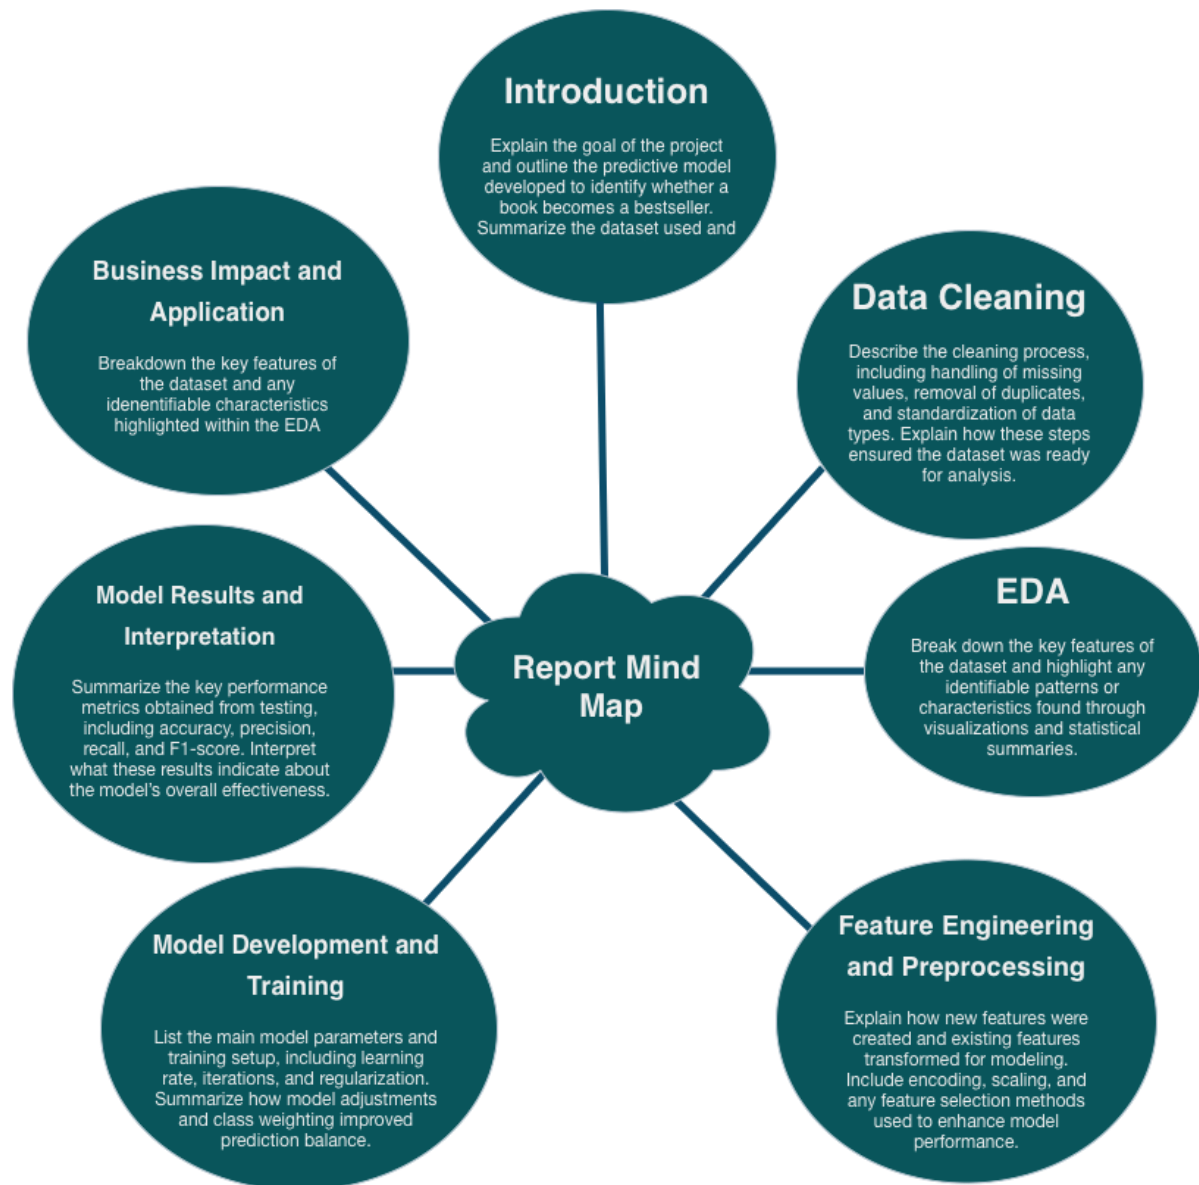 Introduction
Explain the goal of the project
and outline the predictive model
developed to identify whether a
book becomes a bestseller.
Summarize the dataset used and
Data Cleaning
Describe the cleaning process,
including handling of missing
values, removal of duplicates,
and standardization of data
types. Explain how these steps
ensured the dataset was ready
for analysis.
EDA
Break down the key features of
the dataset and highlight any
identifiable patterns or
characteristics found through
visualizations and statistical
summaries.
Feature Engineering
and Preprocessing
Explain how new features were
created and existing features
transformed for modeling.
Include encoding, scaling, and
any feature selection methods
used to enhance model
performance.
Model Development and
Training
List the main model parameters and
training setup, including learning
rate, iterations, and regularization.
Summarize how model adjustments
and class weighting improved
prediction balance.
Model Results and
Interpretation
Summarize the key performance
metrics obtained from testing,
including accuracy, precision,
recall, and F1-score. Interpret
what these results indicate about
the model’s overall effectiveness.
Business Impact and
Application
Breakdown the key features of
the dataset and any
idenentifiable characteristics
highlighted within the EDA
Report Mind
Map